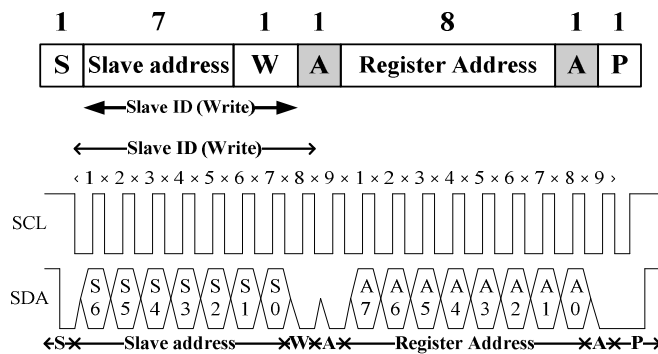 1 7 1 1 8 1 1
S Slave address W A Register Address A P
Slave ID (Write)
Slave ID (Write)
‹ 1 × 2 × 3 × 4 × 5 × 6 × 7 × 8 × 9 × 1 × 2 × 3 × 4 × 5 × 6 × 7 × 8 × 9 ›
SCL
SDA S6 S5 S4 S3 S2 S1 S0 A7 A6 A5 A4 A3 A2 A1 A0
S Slave address W A Register Address A P